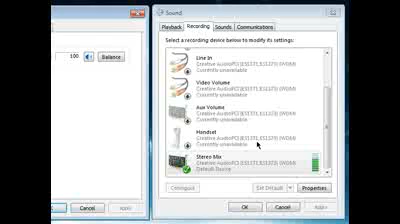 Sound
Playback Recording Sounds Communications
Select a recording device below to modify its settings:
Line In
Creative AudioPCI (ES1371,ES1373) (WDM)
Currently unavailable
Video Volume
Creative AudioPCI (ES1371,ES1373) (WDM)
Currently unavailable
Aux Volume
Creative AudioPCI (ES1371,ES1373) (WDM)
Currently unavailable
Handset
Creative AudioPCI (ES1371,ES1373) (WDM)
Currently unavailable
Stereo Mix
Creative AudioPCI (ES1371,ES1373) (WDM)
Default Device
Configure Set Default Properties
OK Cancel Apply
100 Balance
Cancel Apply